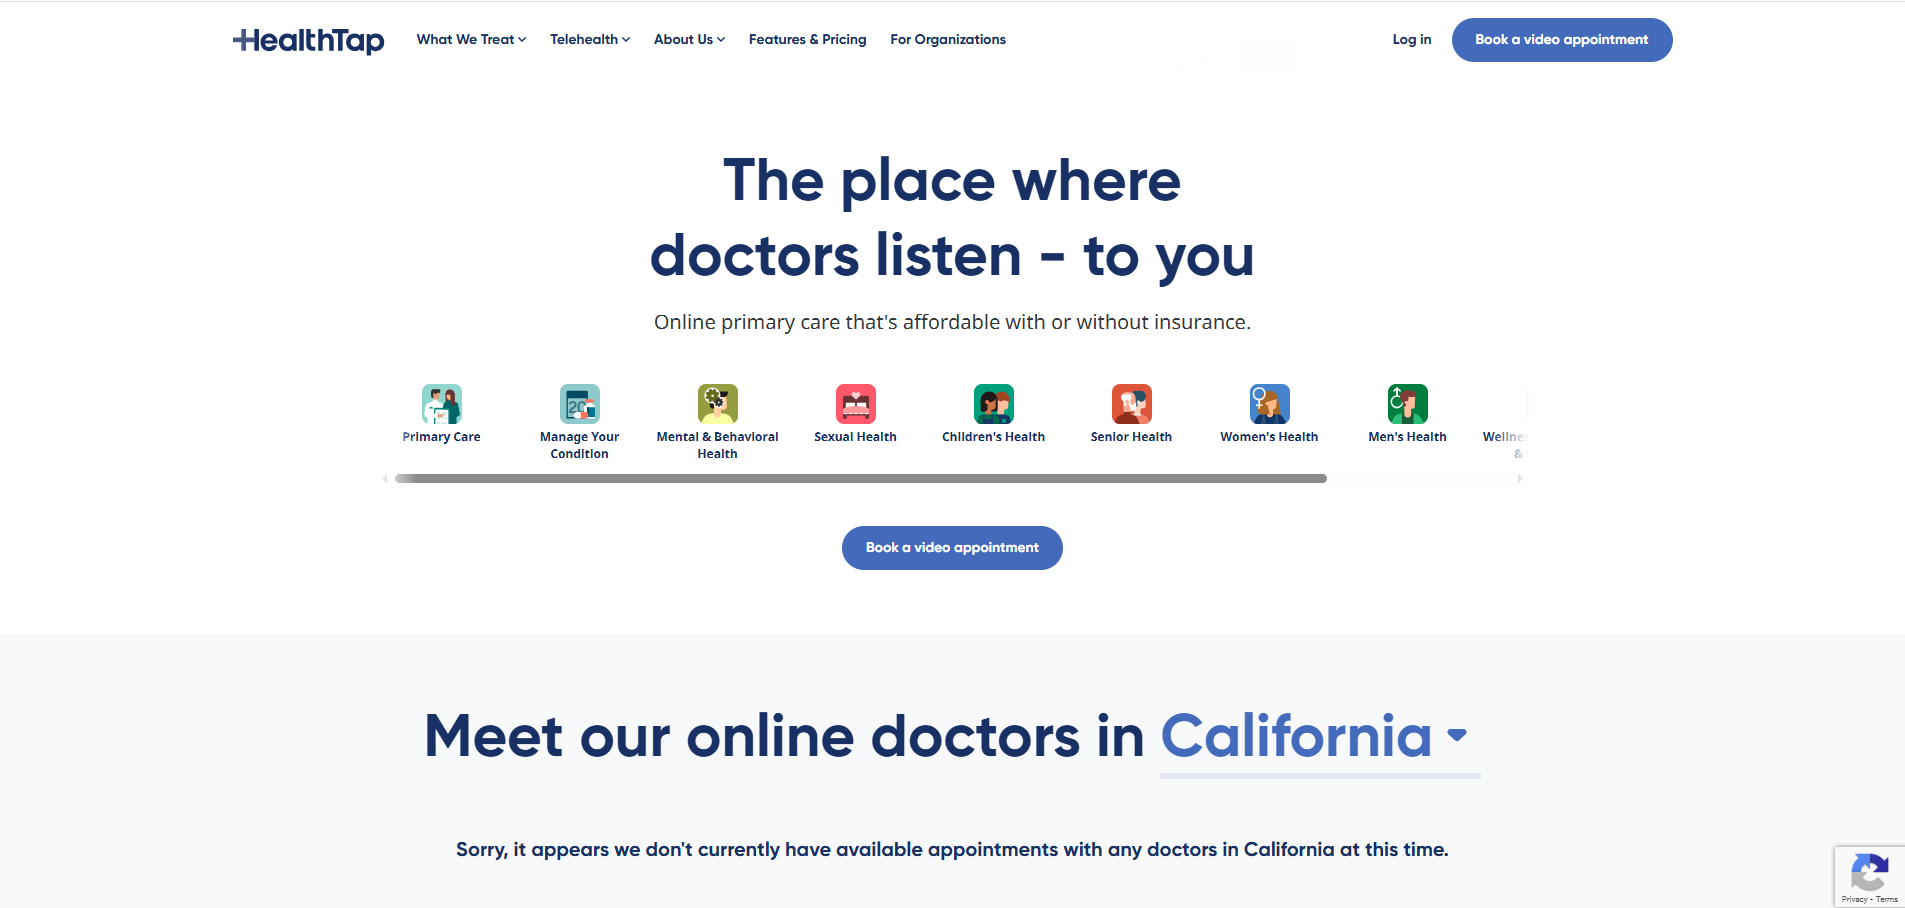 HealthTap
What We Treat
Telehealth
About Us
Features & Pricing
For Organizations
Log in
Book a video appointment
The place where
doctors listen - to you
Online primary care that's affordable with or without insurance.
Primary Care
Manage Your
Condition
20
Mental & Behavioral
Health
Sexual Health
Children's Health
Senior Health
Women's Health
Men's Health
&
Book a video appointment
Meet our online doctors in California
Sorry, it appears we don't currently have available appointments with any doctors in California at this time.
Privacy - Terms